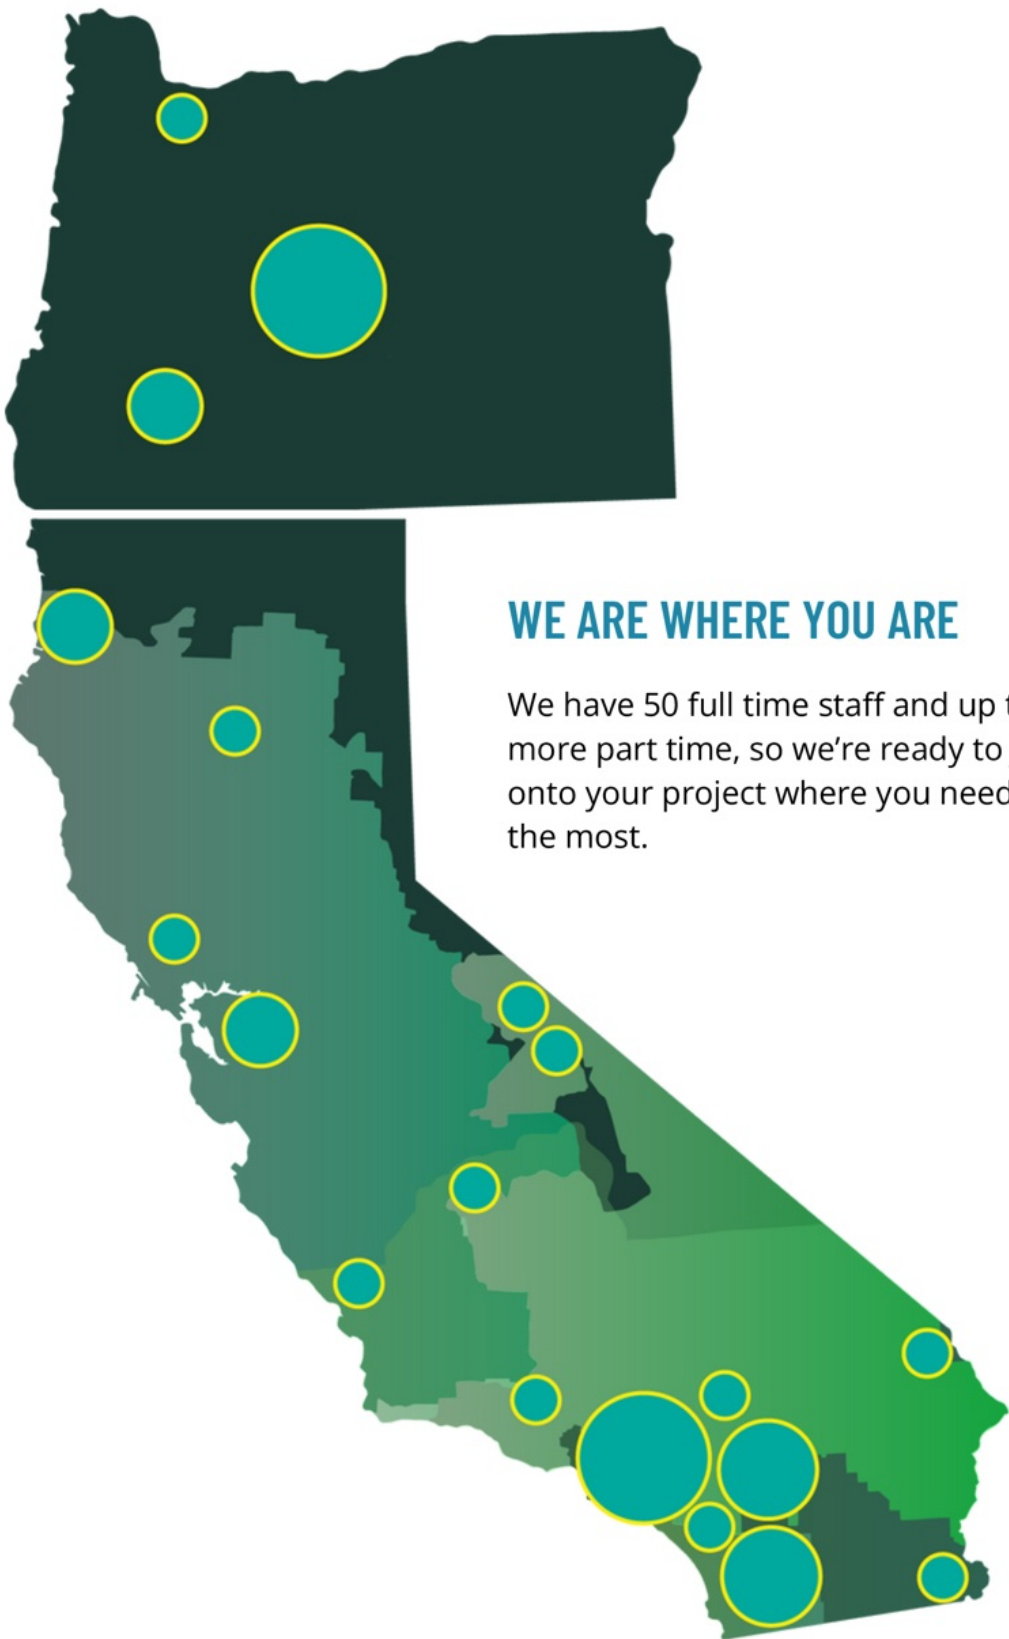 WE ARE WHERE YOU ARE
We have 50 full time staff and up
more part time, so we’re ready to
onto your project where you need
the most.